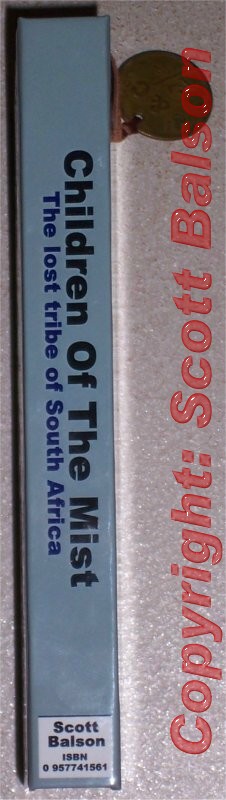 Children Of The Mist
The lost tribe of South Africa
Scott
Balson
ISBN
0 957741561
Copyright: Scott Balson